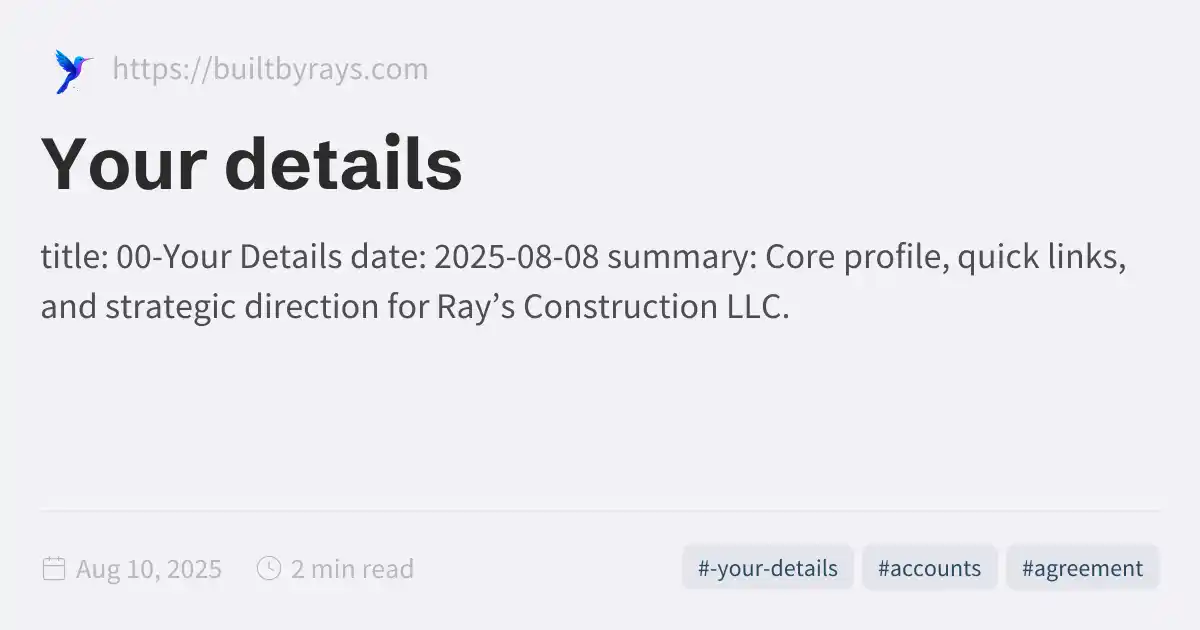 https://builtbyrays.com
Your details
title: 00-Your Details date: 2025-08-08 summary: Core profile, quick links,
and strategic direction for Ray’s Construction LLC.
Aug 10, 2025 2 min read #-your-details #accounts #agreement